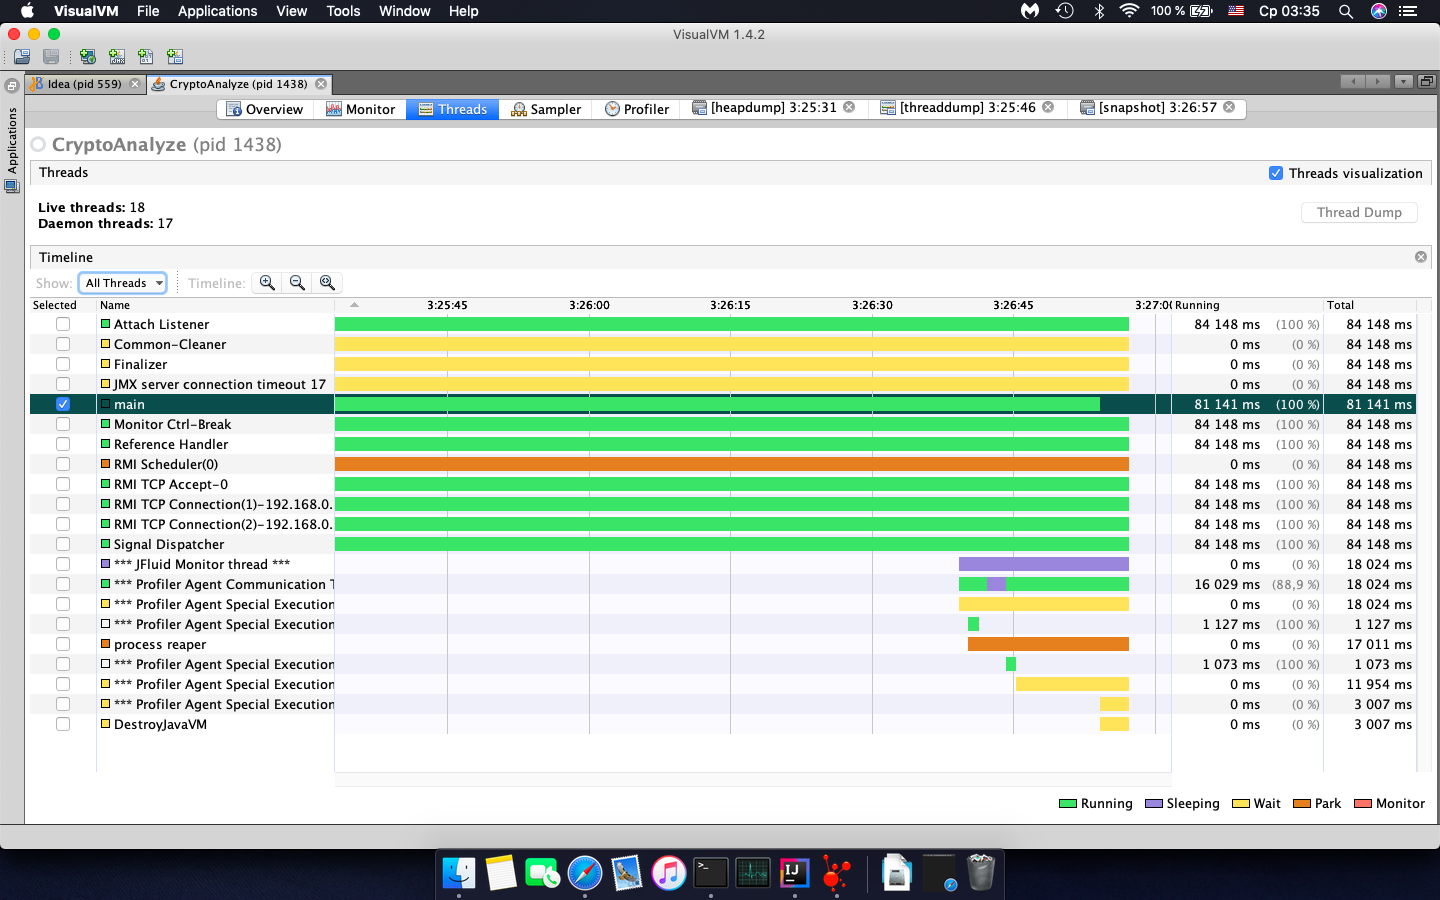 VisualVM File Applications View Tools Window Help 100 % Ср 03:35
VisualVM 1.4.2
Applications
Idea (pid 559) CryptoAnalyze (pid 1438)
Overview Monitor Threads Sampler Profiler [heapdump] 3:25:31 [threaddump] 3:25:46 [snapshot] 3:26:57
CryptoAnalyze (pid 1438)
Threads Threads visualization
Live threads: 18
Daemon threads: 17
Thread Dump
Timeline
Show: All Threads Timeline:
Selected Name 3:25:45 3:26:00 3:26:15 3:26:30 3:26:45 3:27:0 Running Total
Attach Listener 84 148 ms (100 %) 84 148 ms
Common-Cleaner 0 ms (0 %) 84 148 ms
Finalizer 0 ms (0 %) 84 148 ms
JMX server connection timeout 17 0 ms (0 %) 84 148 ms
main 81 141 ms (100 %) 81 141 ms
Monitor Ctrl-Break 84 148 ms (100 %) 84 148 ms
Reference Handler 84 148 ms (100 %) 84 148 ms
RMI Scheduler(0) 0 ms (0 %) 84 148 ms
RMI TCP Accept-0 84 148 ms (100 %) 84 148 ms
RMI TCP Connection(1)-192.168.0. 84 148 ms (100 %) 84 148 ms
RMI TCP Connection(2)-192.168.0. 84 148 ms (100 %) 84 148 ms
Signal Dispatcher 84 148 ms (100 %) 84 148 ms
*** JFluid Monitor thread *** 0 ms (0 %) 18 024 ms
*** Profiler Agent Communication T 16 029 ms (88,9 %) 18 024 ms
*** Profiler Agent Special Execution 0 ms (0 %) 18 024 ms
*** Profiler Agent Special Execution 1 127 ms (100 %) 1 127 ms
process reaper 0 ms (0 %) 17 011 ms
*** Profiler Agent Special Execution 1 073 ms (100 %) 1 073 ms
*** Profiler Agent Special Execution 0 ms (0 %) 11 954 ms
*** Profiler Agent Special Execution 0 ms (0 %) 3 007 ms
DestroyJavaVM 0 ms (0 %) 3 007 ms
Running Sleeping Wait Park Monitor
IJ